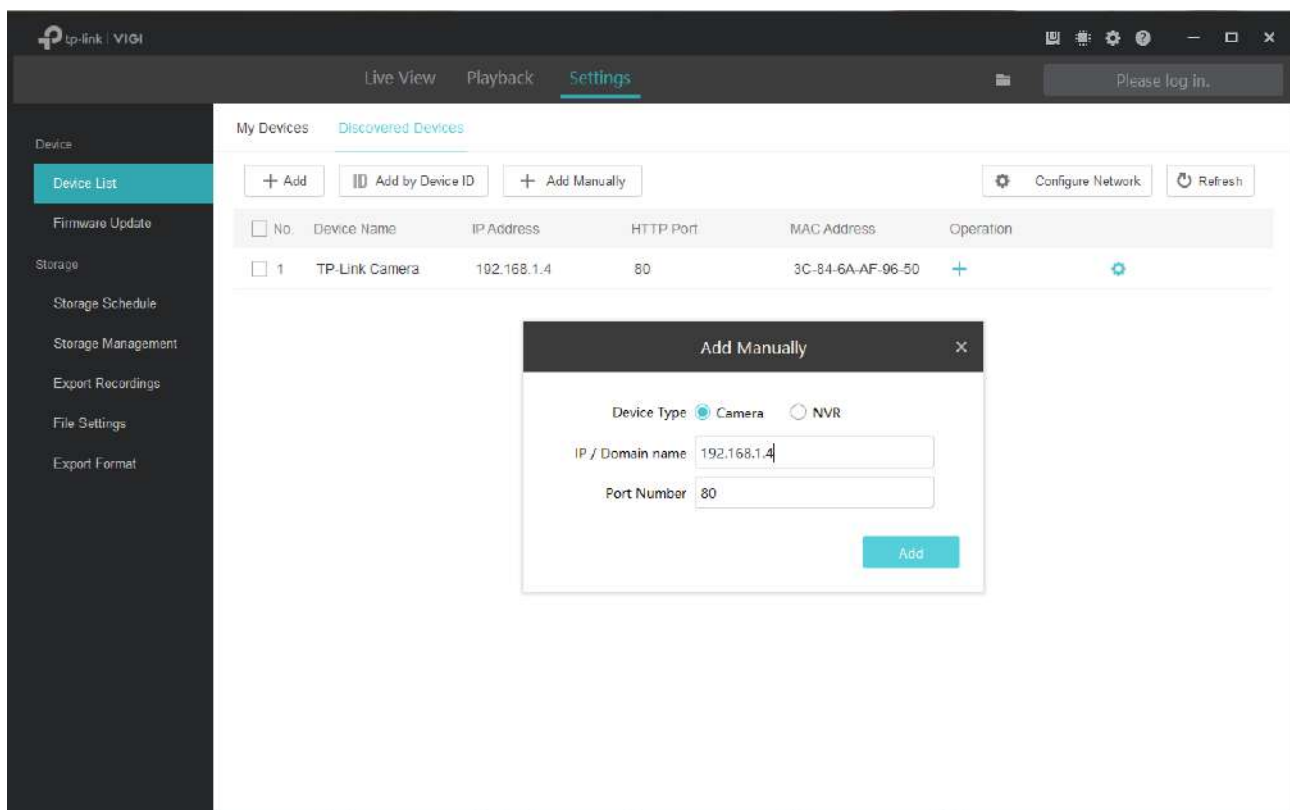 tp-link | VIGI
Live View Playback Settings Please log in.
My Devices Discovered Devices
Device
Device List
Firmware Update
Storage
Storage Schedule
Storage Management
Export Recordings
File Settings
Export Format
+ Add Add by Device ID + Add Manually Configure Network Refresh
No. Device Name IP Address HTTP Port MAC Address Operation
1 TP-Link Camera 192.168.1.4 80 3C-84-6A-AF-96-50 +
Add Manually
Device Type Camera NVR
IP / Domain name 192.168.1.4
Port Number 80
Add